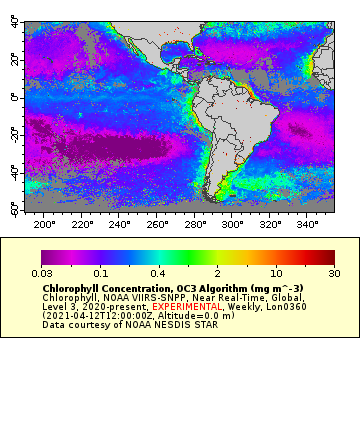 40°
20°
0°
-20°
-40°
-60°
200° 220° 240° 260° 280° 300° 320° 340°
0.03 0.1 0.4 2 10 30
Chlorophyll Concentration, OC3 Algorithm (mg m^-3)
Chlorophyll, NOAA VIIRS-SNPP, Near Real-Time, Global,
Level 3, 2020-present, EXPERIMENTAL, Weekly, Lon0360
(2021-04-12T12:00:00Z, Altitude=0.0 m)
Data courtesy of NOAA NESDIS STAR